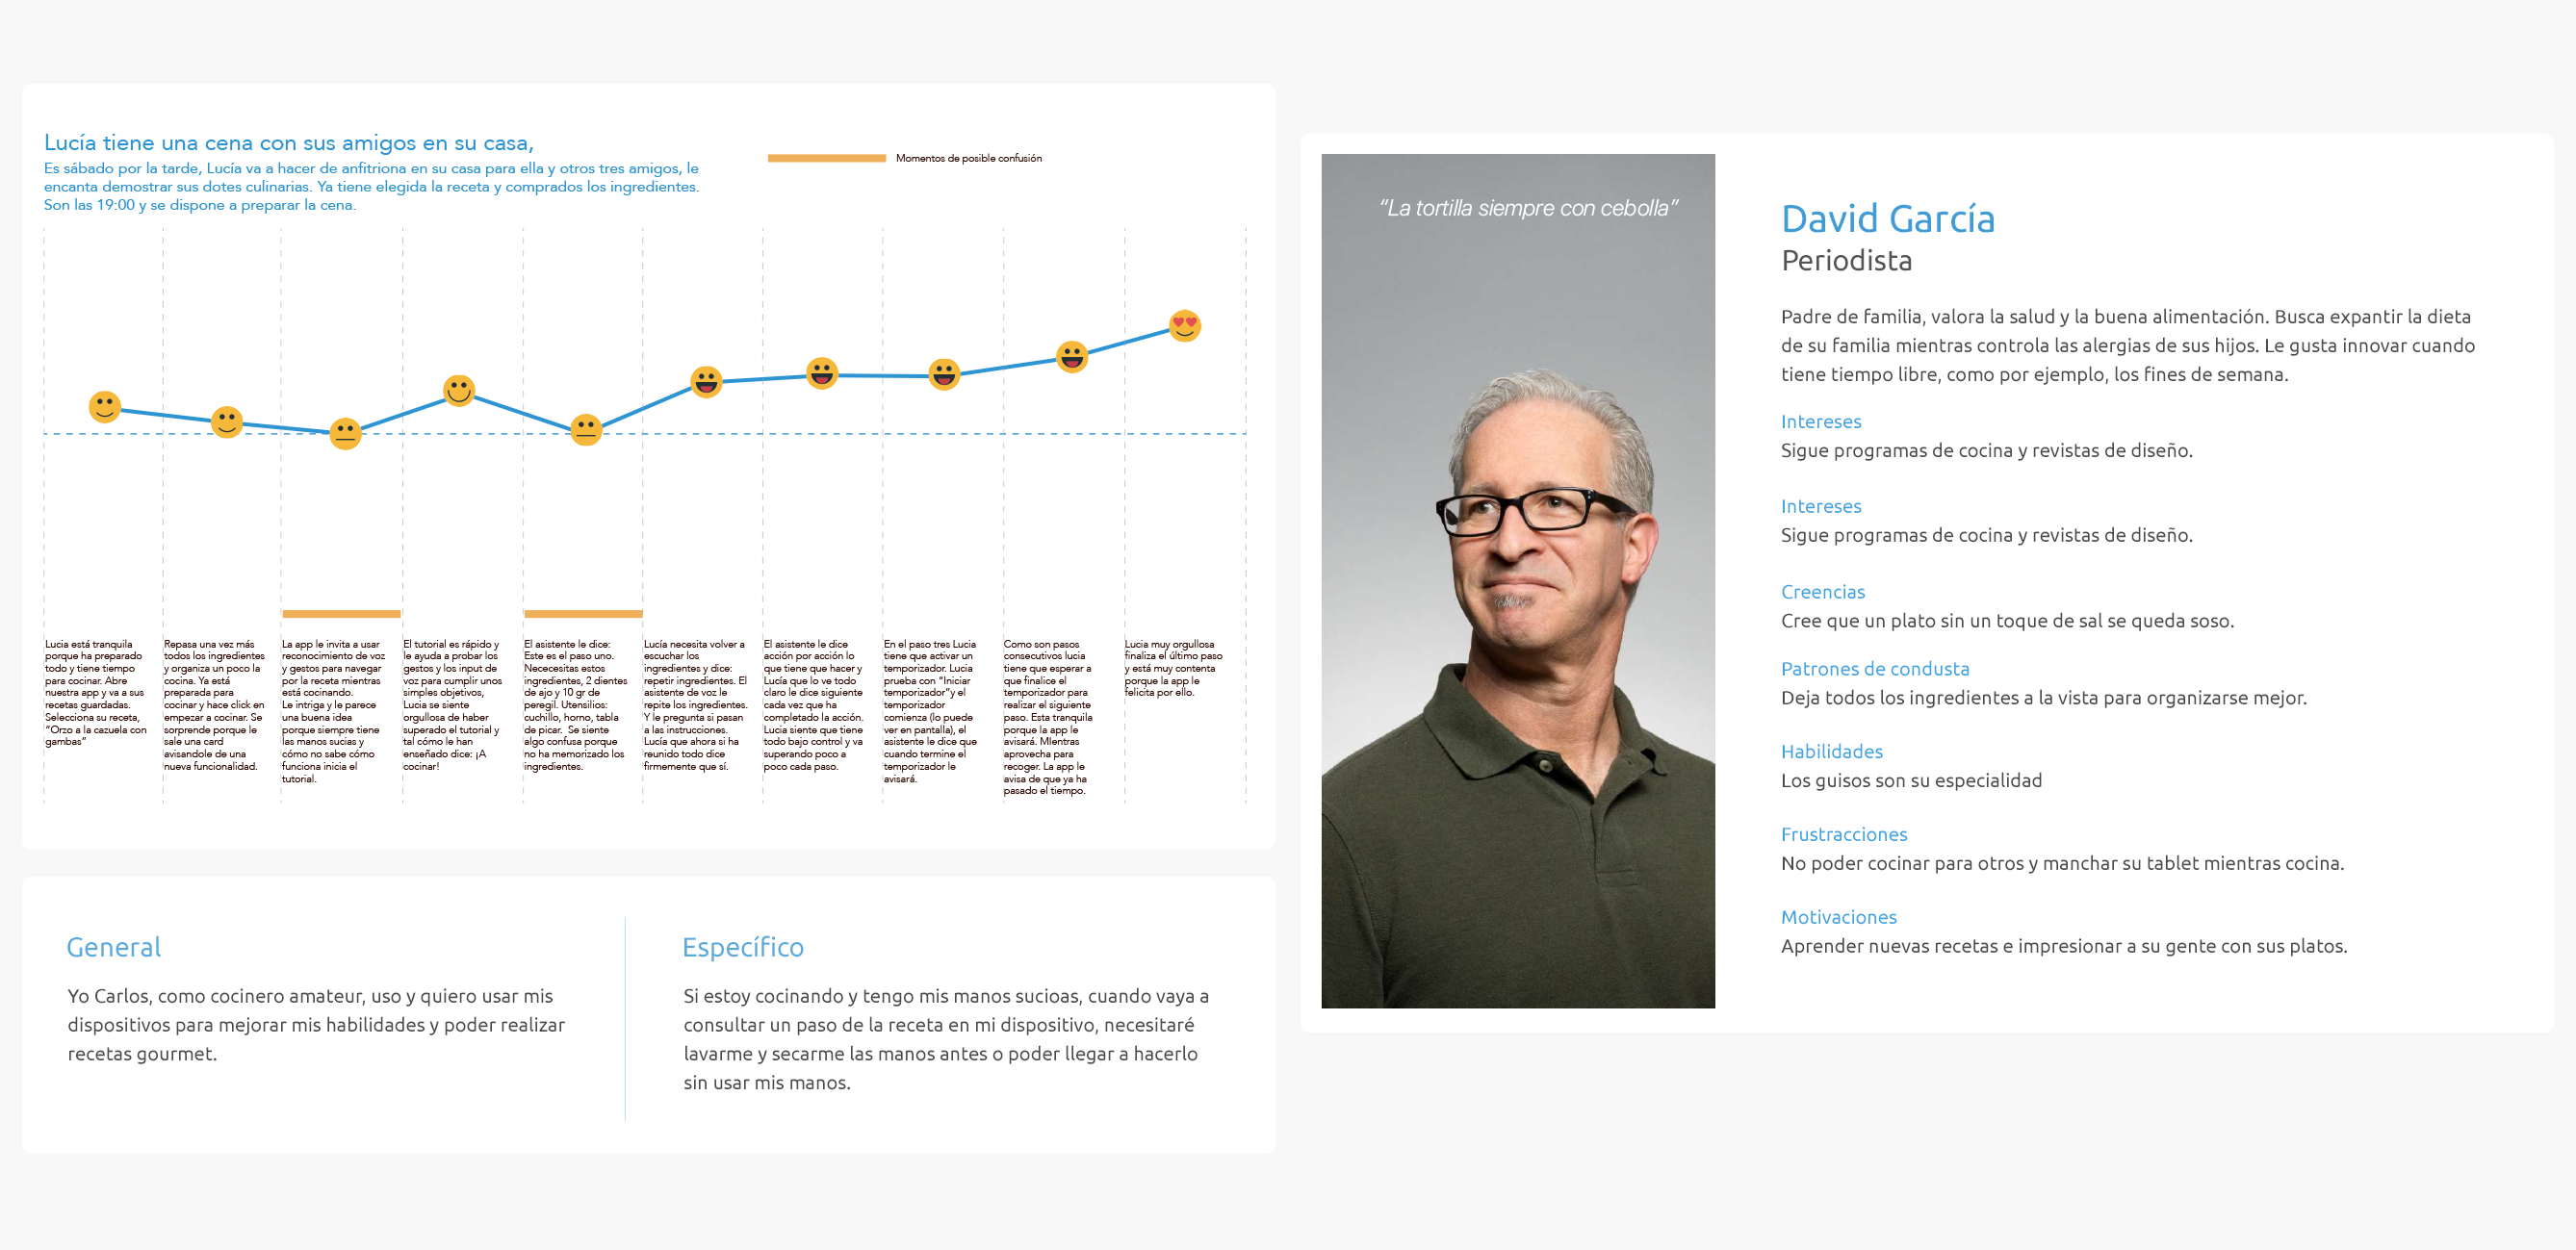 Lucía tiene una cena con sus amigos en su casa,
Es sábado por la tarde, Lucía va a hacer de anfitriona en su casa para ella y otros tres amigos, le
encanta demostrar sus dotes culinarias. Ya tiene elegida la receta y comprados los ingredientes.
Son las 19:00 y se dispone a preparar la cena.
Momentos de posible confusión
Lucia está tranquila
porque ha preparado
todo y tiene tiempo
para cocinar. Abre
nuestra app y va a sus
recetas guardadas.
Selecciona su receta,
“Orzo a la cazuela con
gambas”
Repasa una vez más
todos los ingredientes
y organiza un poco la
cocina. Ya está
preparada para
cocinar y hace click en
empezar a cocinar. Se
sorprende porque le
sale una card
avisandole de una
nueva funcionalidad.
La app le invita a usar
reconocimiento de voz
y gestos para navegar
por la receta mientras
está cocinando.
Le intriga y le parece
una buena idea
porque siempre tiene
las manos sucias y
cómo no sabe cómo
funciona inicia el
tutorial.
El tutorial es rápido y
le ayuda a probar los
gestos y los input de
voz para cumplir unos
simples objetivos,
Lucia se siente
orgullosa de haber
superado el tutorial y
tal cómo le han
enseñado dice: ¡A
cocinar!
El asistente le dice:
Este es el paso uno.
Nececesitas estos
ingredientes, 2 dientes
de ajo y 10 gr de
peregil. Utensilios:
cuchillo, horno, tabla
de picar. Se siente
algo confusa porque
no ha memorizado los
ingredientes.
Lucía necesita volver a
escuchar los
ingredientes y dice:
repetir ingredientes. El
asistente de voz le
repite los ingredientes.
Y le pregunta si pasan
a las instrucciones.
Lucía que ahora si ha
reunido todo dice
firmemente que sí.
El asistente le dice
acción por acción lo
que tiene que hacer y
Lucía que lo ve todo
claro le dice siguiente
cada vez que ha
completado la acción.
Lucia siente que tiene
todo bajo control y va
superando poco a
poco cada paso.
En el paso tres Lucia
tiene que activar un
temporizador. Lucia
prueba con “Iniciar
temporizador”y el
temporizador
comienza (lo puede
ver en pantalla), el
asistente le dice que
cuando termine el
temporizador le
avisará.
Como son pasos
consecutivos lucia
tiene que esperar a
que finalice el
temporizador para
realizar el siguiente
paso. Esta tranquila
porque la app le
avisará. MIentras
aprovecha para
recoger. La app le
avisa de que ya ha
pasado el tiempo.
Lucia muy orgullosa
finaliza el último paso
y está muy contenta
porque la app le
felicita por ello.
General
Yo Carlos, como cocinero amateur, uso y quiero usar mis
dispositivos para mejorar mis habilidades y poder realizar
recetas gourmet.
Específico
Si estoy cocinando y tengo mis manos sucioas, cuando vaya a
consultar un paso de la receta en mi dispositivo, necesitaré
lavarme y secarme las manos antes o poder llegar a hacerlo
sin usar mis manos.
“La tortilla siempre con cebolla”
David García
Periodista
Padre de familia, valora la salud y la buena alimentación. Busca expantir la dieta
de su familia mientras controla las alergias de sus hijos. Le gusta innovar cuando
tiene tiempo libre, como por ejemplo, los fines de semana.
Intereses
Sigue programas de cocina y revistas de diseño.
Intereses
Sigue programas de cocina y revistas de diseño.
Creencias
Cree que un plato sin un toque de sal se queda soso.
Patrones de condusta
Deja todos los ingredientes a la vista para organizarse mejor.
Habilidades
Los guisos son su especialidad
Frustracciones
No poder cocinar para otros y manchar su tablet mientras cocina.
Motivaciones
Aprender nuevas recetas e impresionar a su gente con sus platos.